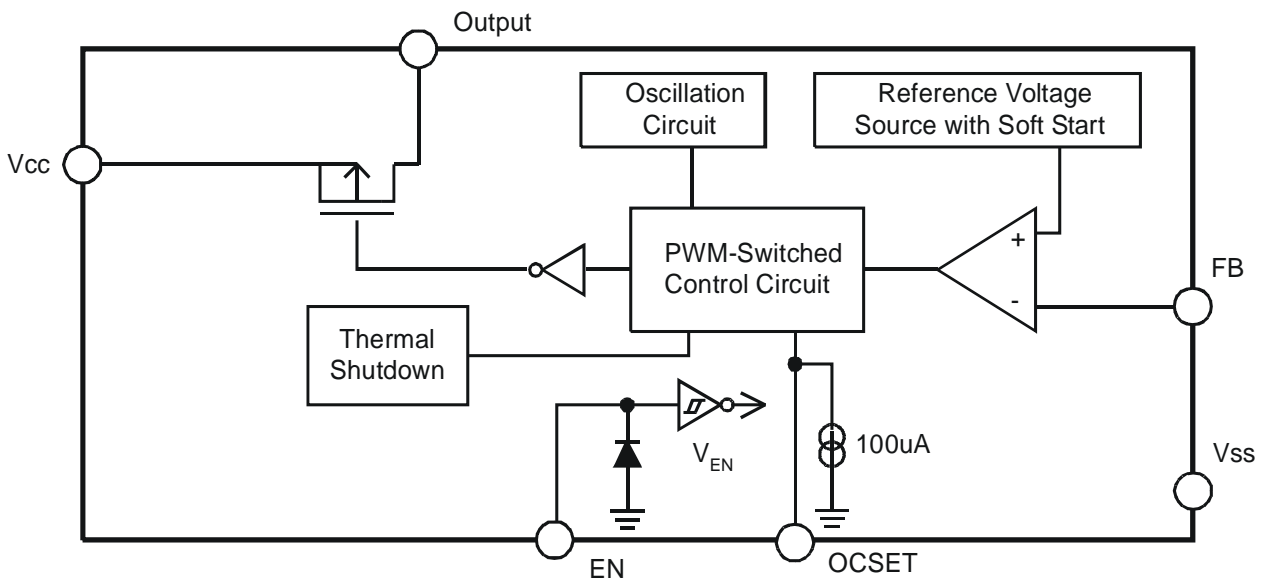 Output
Oscillation
Circuit
Reference Voltage
Source with Soft Start
Vcc
+
PWM-Switched
Control Circuit
FB
-
Thermal
Shutdown
100uA
VEN
Vss
EN
OCSET